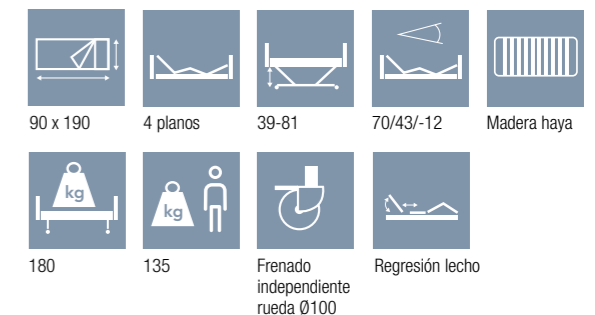 90 x 190
4 planos
39-81
70/43/-12
Madera haya
kg
kg
180
135
Frenado
independiente
rueda Ø100
Regresión lecho